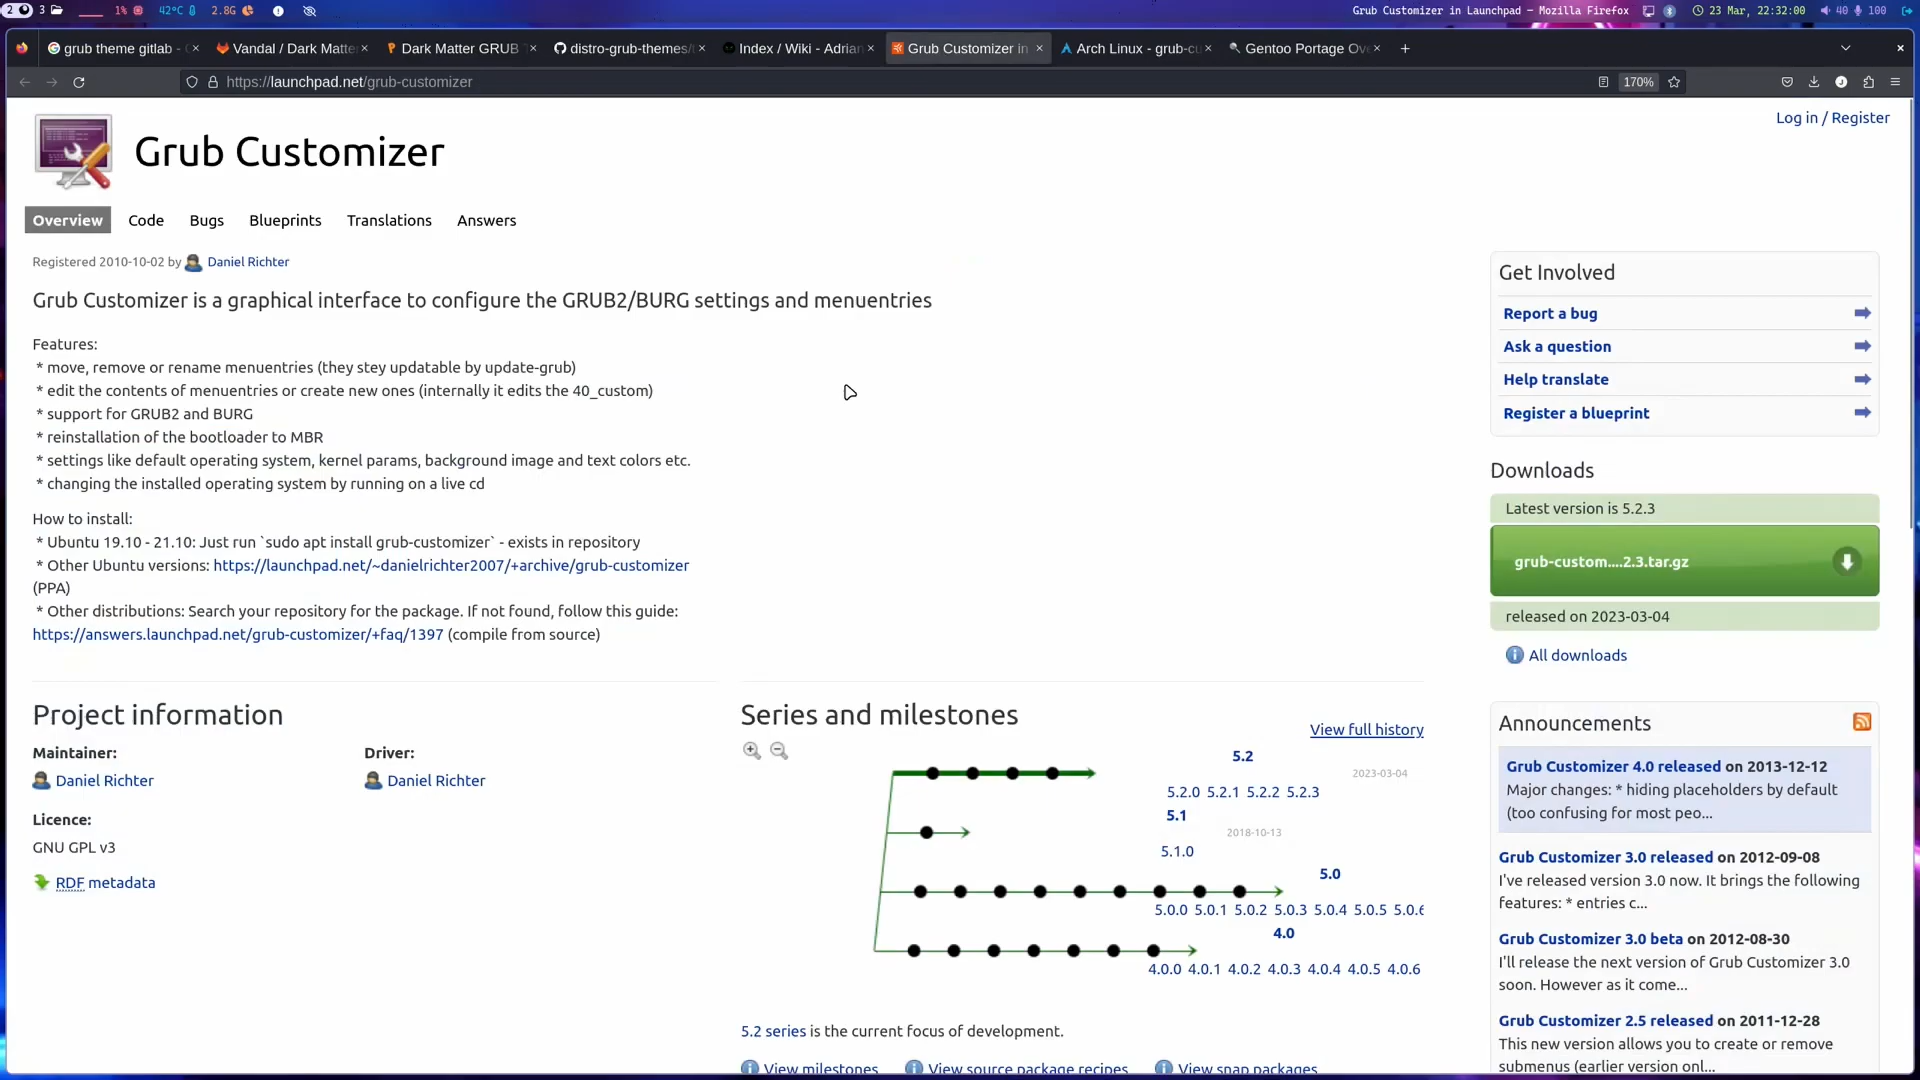 2 3 1% 42°C 2.8G Grub Customizer in Launchpad — Mozilla Firefox 23 Mar, 22:32:00 40 100
grub theme gitlab - Vandal / Dark Matte Dark Matter GRUB distro-grub-themes/ Index / Wiki - Adrian Grub Customizer in Arch Linux - grub-cu Gentoo Portage Ov
https://launchpad.net/grub-customizer 170%
Log in / Register
Grub Customizer
Overview Code Bugs Blueprints Translations Answers
Registered 2010-10-02 by Daniel Richter
Grub Customizer is a graphical interface to configure the GRUB2/BURG settings and menuentries
Features:
* move, remove or rename menuentries (they stey updatable by update-grub)
* edit the contents of menuentries or create new ones (internally it edits the 40_custom)
* support for GRUB2 and BURG
* reinstallation of the bootloader to MBR
* settings like default operating system, kernel params, background image and text colors etc.
* changing the installed operating system by running on a live cd
How to install:
* Ubuntu 19.10 - 21.10: Just run `sudo apt install grub-customizer` - exists in repository
* Other Ubuntu versions: https://launchpad.net/~danielrichter2007/+archive/grub-customizer
(PPA)
* Other distributions: Search your repository for the package. If not found, follow this guide:
https://answers.launchpad.net/grub-customizer/+faq/1397 (compile from source)
Project information
Maintainer:
Daniel Richter
Driver:
Daniel Richter
Licence:
GNU GPL v3
RDF metadata
Series and milestones
View full history
5.2
2023-03-04
5.2.0 5.2.1 5.2.2 5.2.3
5.1
2018-10-13
5.1.0
5.0
5.0.0 5.0.1 5.0.2 5.0.3 5.0.4 5.0.5 5.0.6
4.0
4.0.0 4.0.1 4.0.2 4.0.3 4.0.4 4.0.5 4.0.6
5.2 series is the current focus of development.
View milestones View source package recipes View snap packages
Get Involved
Report a bug
Ask a question
Help translate
Register a blueprint
Downloads
Latest version is 5.2.3
grub-custom....2.3.tar.gz
released on 2023-03-04
All downloads
Announcements
Grub Customizer 4.0 released on 2013-12-12
Major changes: * hiding placeholders by default
(too confusing for most peo...
Grub Customizer 3.0 released on 2012-09-08
I've released version 3.0 now. It brings the following
features: * entries c...
Grub Customizer 3.0 beta on 2012-08-30
I'll release the next version of Grub Customizer 3.0
soon. However as it come...
Grub Customizer 2.5 released on 2011-12-28
This new version allows you to create or remove
submenus (earlier version onl...